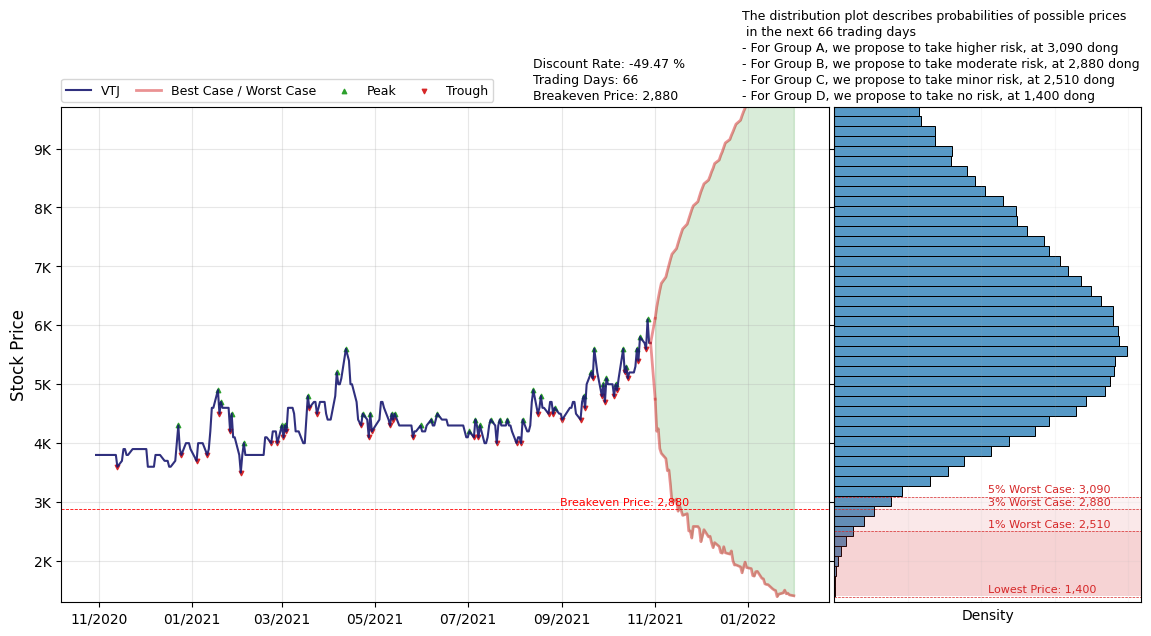 The distribution plot describes probabilities of possible prices
in the next 66 trading days
- For Group A, we propose to take higher risk, at 3,090 dong
- For Group B, we propose to take moderate risk, at 2,880 dong
- For Group C, we propose to take minor risk, at 2,510 dong
- For Group D, we propose to take no risk, at 1,400 dong
Discount Rate: -49.47 %
Trading Days: 66
Breakeven Price: 2,880
VTJ
Best Case / Worst Case
Peak
Trough
Stock Price
9K
8K
7K
6K
5K
4K
3K
2K
Breakeven Price: 2,880
11/2020
01/2021
03/2021
05/2021
07/2021
09/2021
11/2021
01/2022
5% Worst Case: 3,090
3% Worst Case: 2,880
1% Worst Case: 2,510
Lowest Price: 1,400
Density